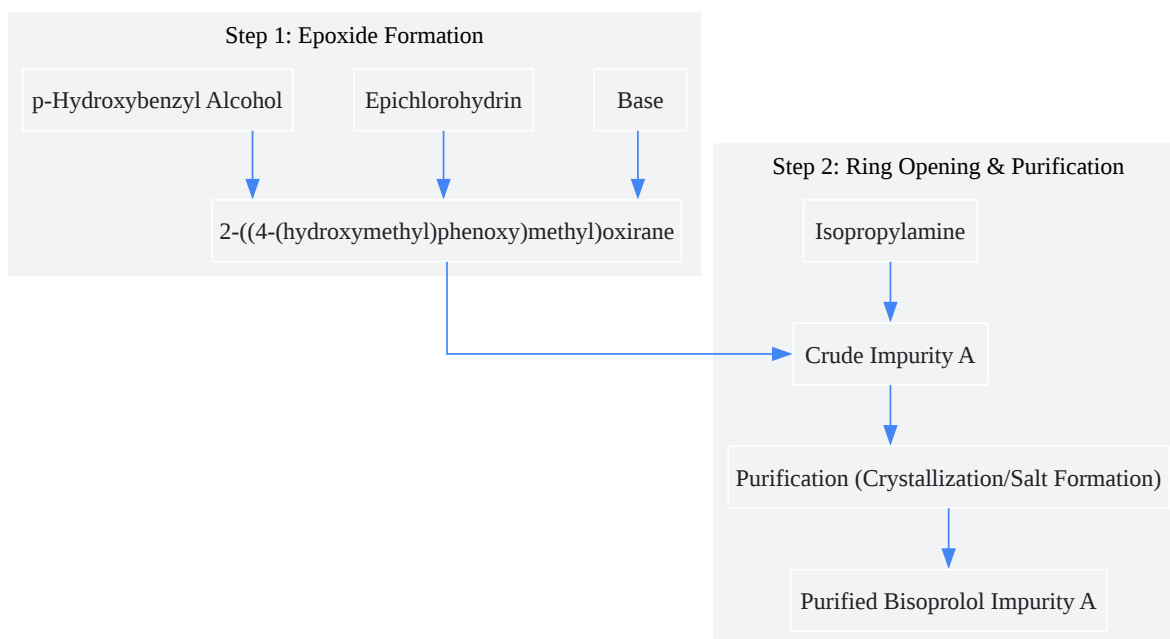 Step 1: Epoxide Formation
p-Hydroxybenzyl Alcohol
Epichlorohydrin
Base
2-((4-(hydroxymethyl)phenoxy)methyl)oxirane
Step 2: Ring Opening & Purification
Isopropylamine
Crude Impurity A
Purification (Crystallization/Salt Formation)
Purified Bisoprolol Impurity A